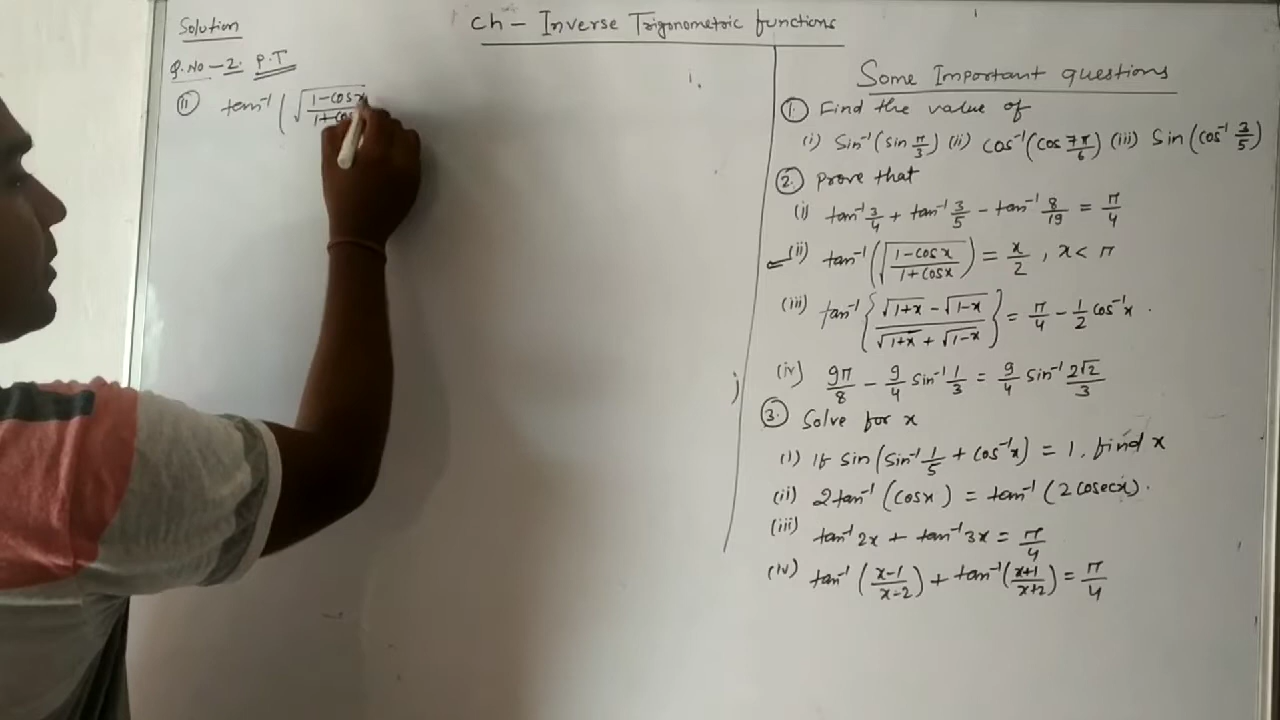 Ch - Inverse Trigonometric functions
Solution
Q.No - 2. P.T
(ii) tan⁻¹ (√(1-cosx / 1+cos
Some Important questions
1. Find the value of
(i) Sin⁻¹(sin π/3) (ii) cos⁻¹(cos 7π/6) (iii) Sin(cos⁻¹ 3/5)
2. Prove that
(i) tan⁻¹ 3/4 + tan⁻¹ 3/5 - tan⁻¹ 8/19 = π/4
(ii) tan⁻¹(√(1-cosx / 1+cosx)) = x/2 , x < π
(iii) tan⁻¹{(√1+x - √1-x) / (√1+x + √1-x)} = π/4 - 1/2 cos⁻¹x .
(iv) 9π/8 - 9/4 sin⁻¹ 1/3 = 9/4 sin⁻¹ 2√2/3
3. Solve for x
(i) If sin(sin⁻¹ 1/5 + cos⁻¹x) = 1, find x
(ii) 2tan⁻¹(cosx) = tan⁻¹(2cosecx).
(iii) tan⁻¹2x + tan⁻¹3x = π/4
(iv) tan⁻¹(x-1 / x-2) + tan⁻¹(x+1 / x+2) = π/4